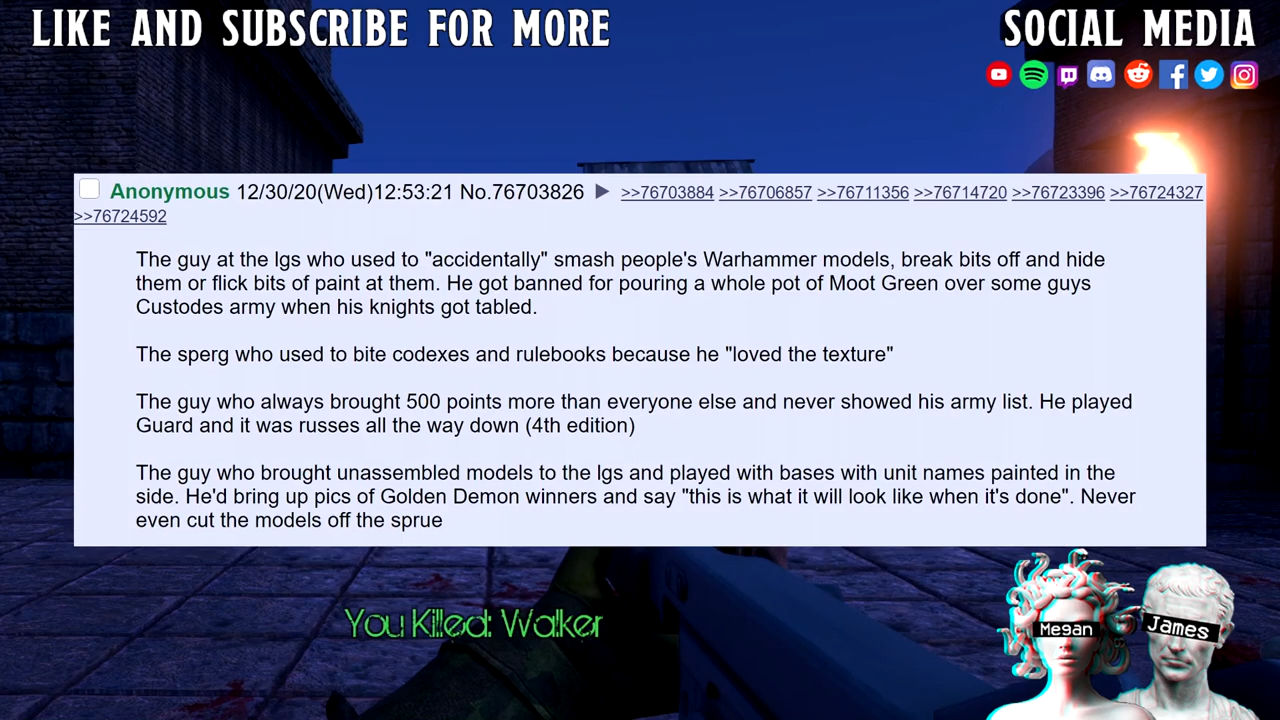 LIKE AND SUBSCRIBE FOR MORE
SOCIAL MEDIA
Anonymous 12/30/20(Wed)12:53:21 No.76703826 ▶ >>76703884 >>76706857 >>76711356 >>76714720 >>76723396 >>76724327
>>76724592
The guy at the lgs who used to "accidentally" smash people's Warhammer models, break bits off and hide
them or flick bits of paint at them. He got banned for pouring a whole pot of Moot Green over some guys
Custodes army when his knights got tabled.
The sperg who used to bite codexes and rulebooks because he "loved the texture"
The guy who always brought 500 points more than everyone else and never showed his army list. He played
Guard and it was russes all the way down (4th edition)
The guy who brought unassembled models to the lgs and played with bases with unit names painted in the
side. He'd bring up pics of Golden Demon winners and say "this is what it will look like when it's done". Never
even cut the models off the sprue
You Killed: Walker
Megan
James